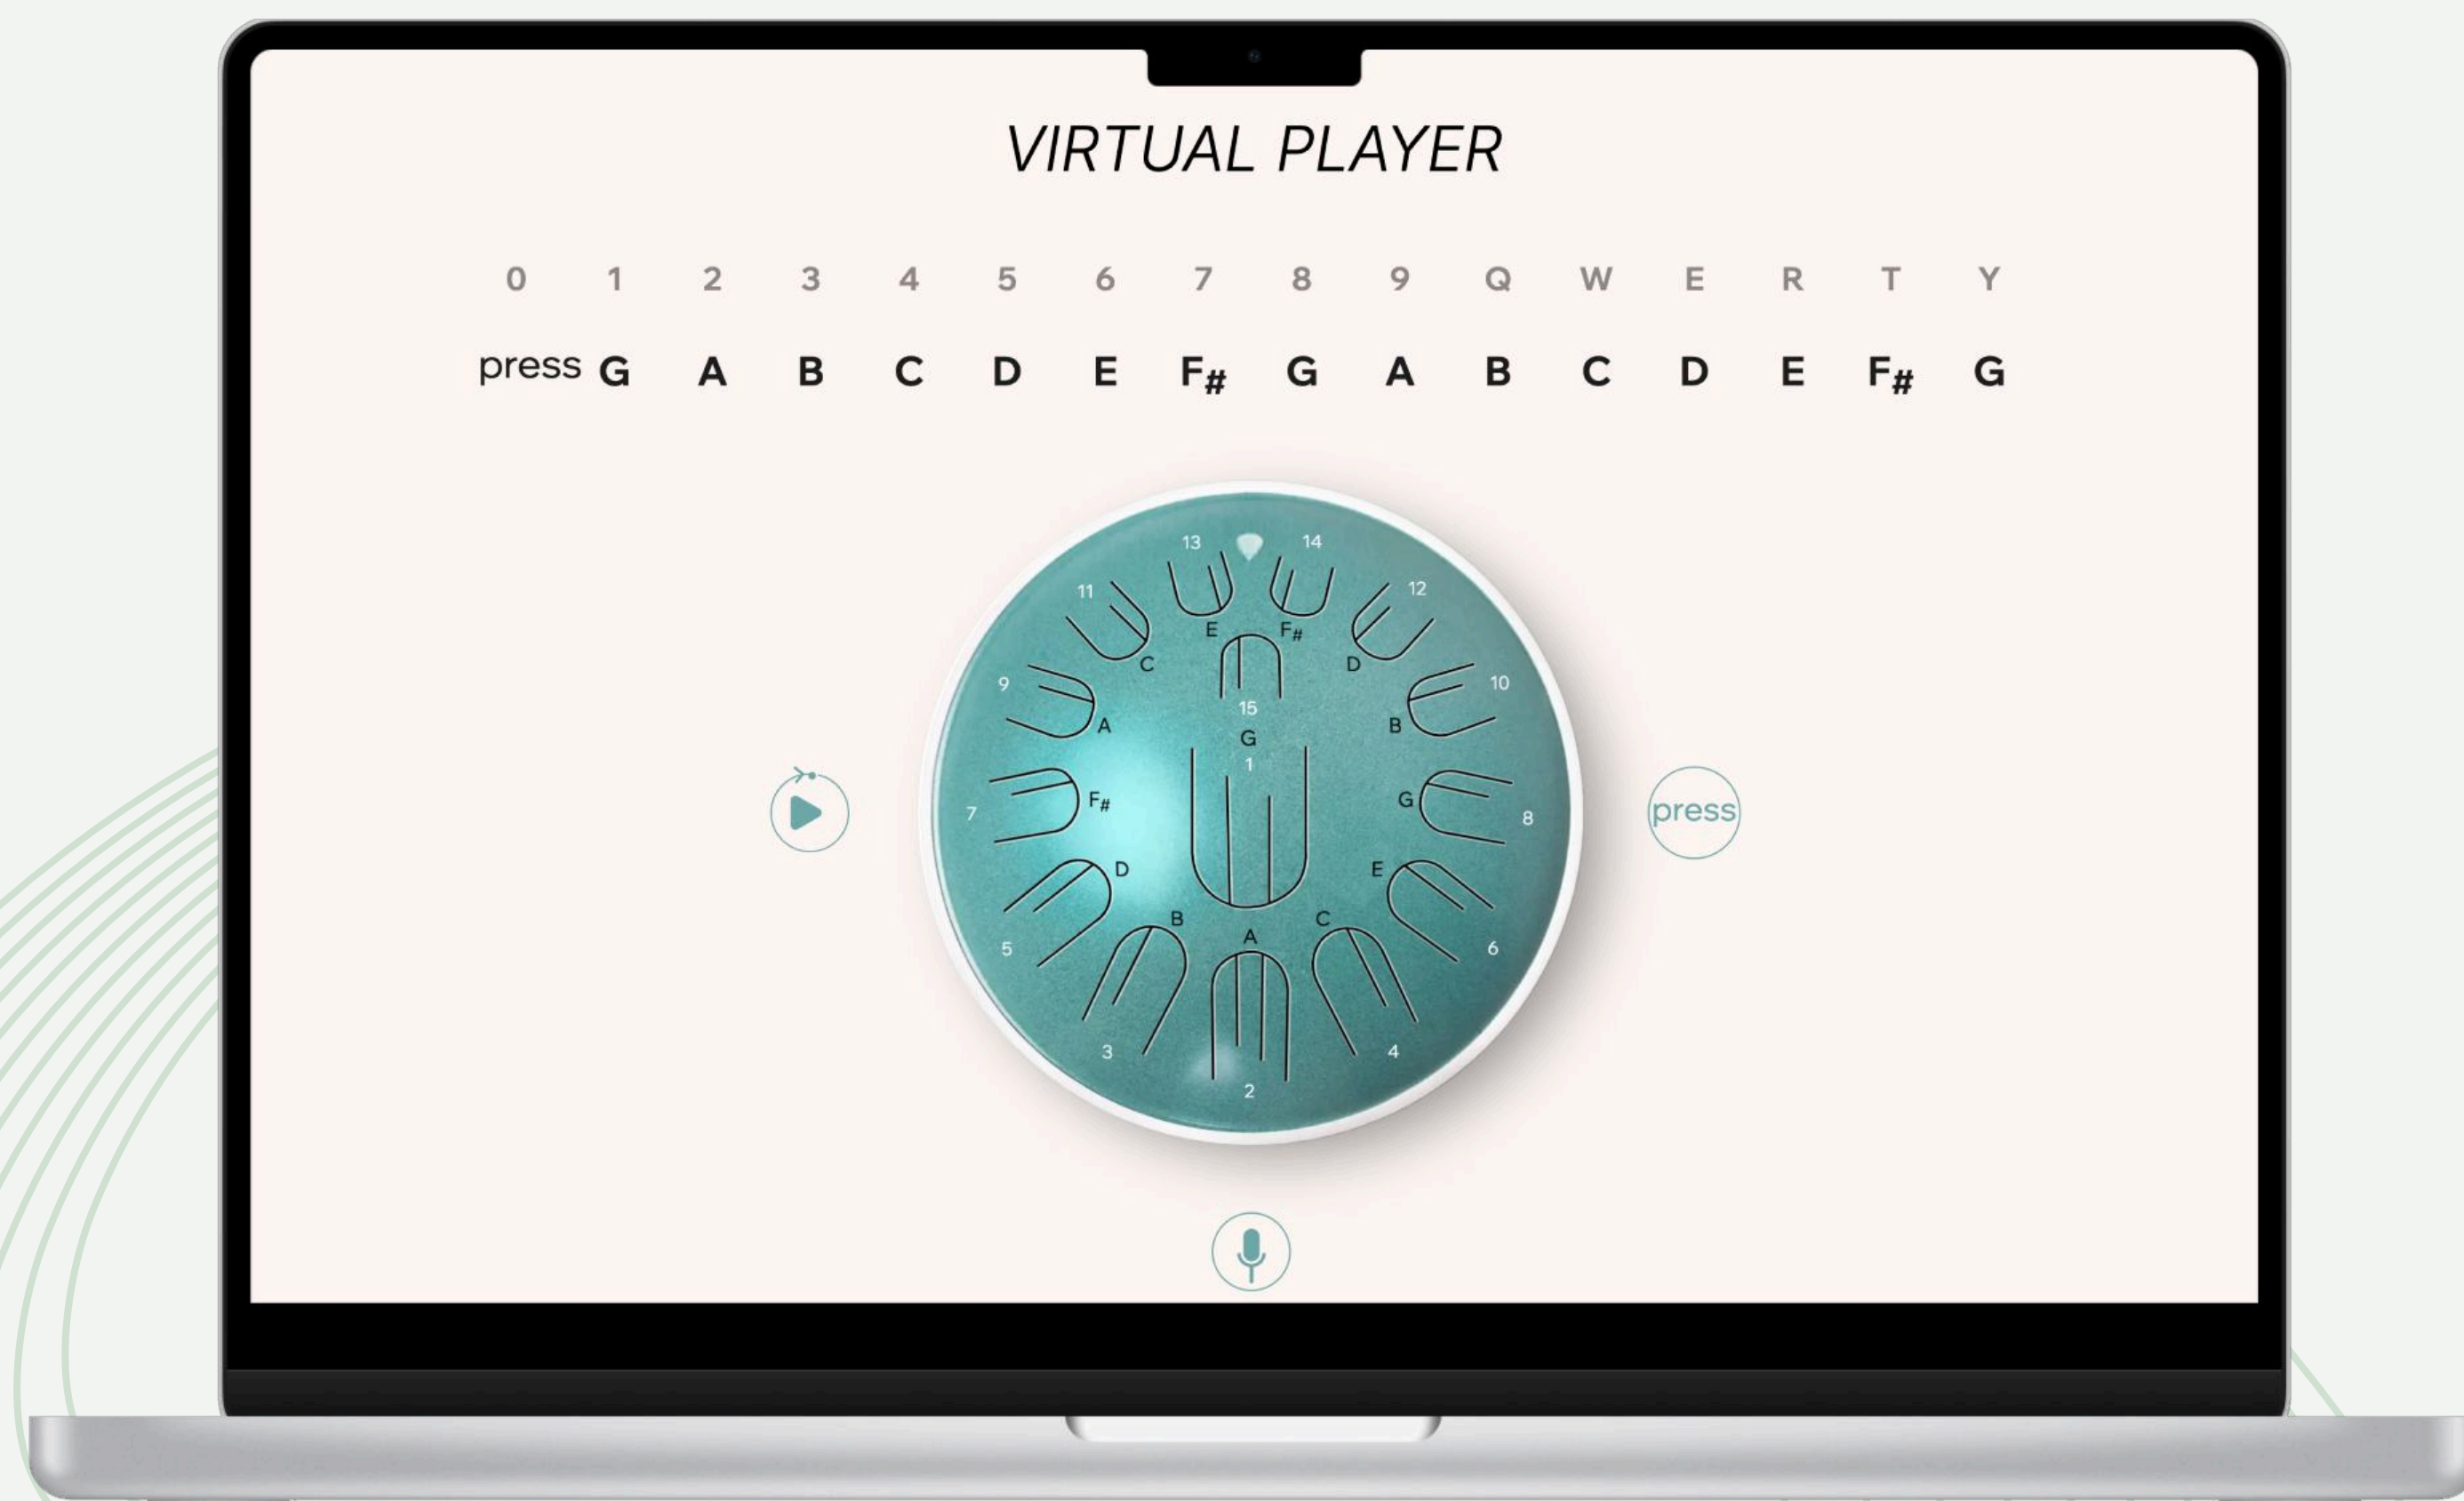 VIRTUAL PLAYER
0 1 2 3 4 5 6 7 8 9 Q W E R T Y
press G A B C D E F# G A B C D E F# G
13 14
11 12
E F#
C D
9 10
15
A B
G
1
F# G
7 8
press
D E
B C
A
5 6
3 4
2